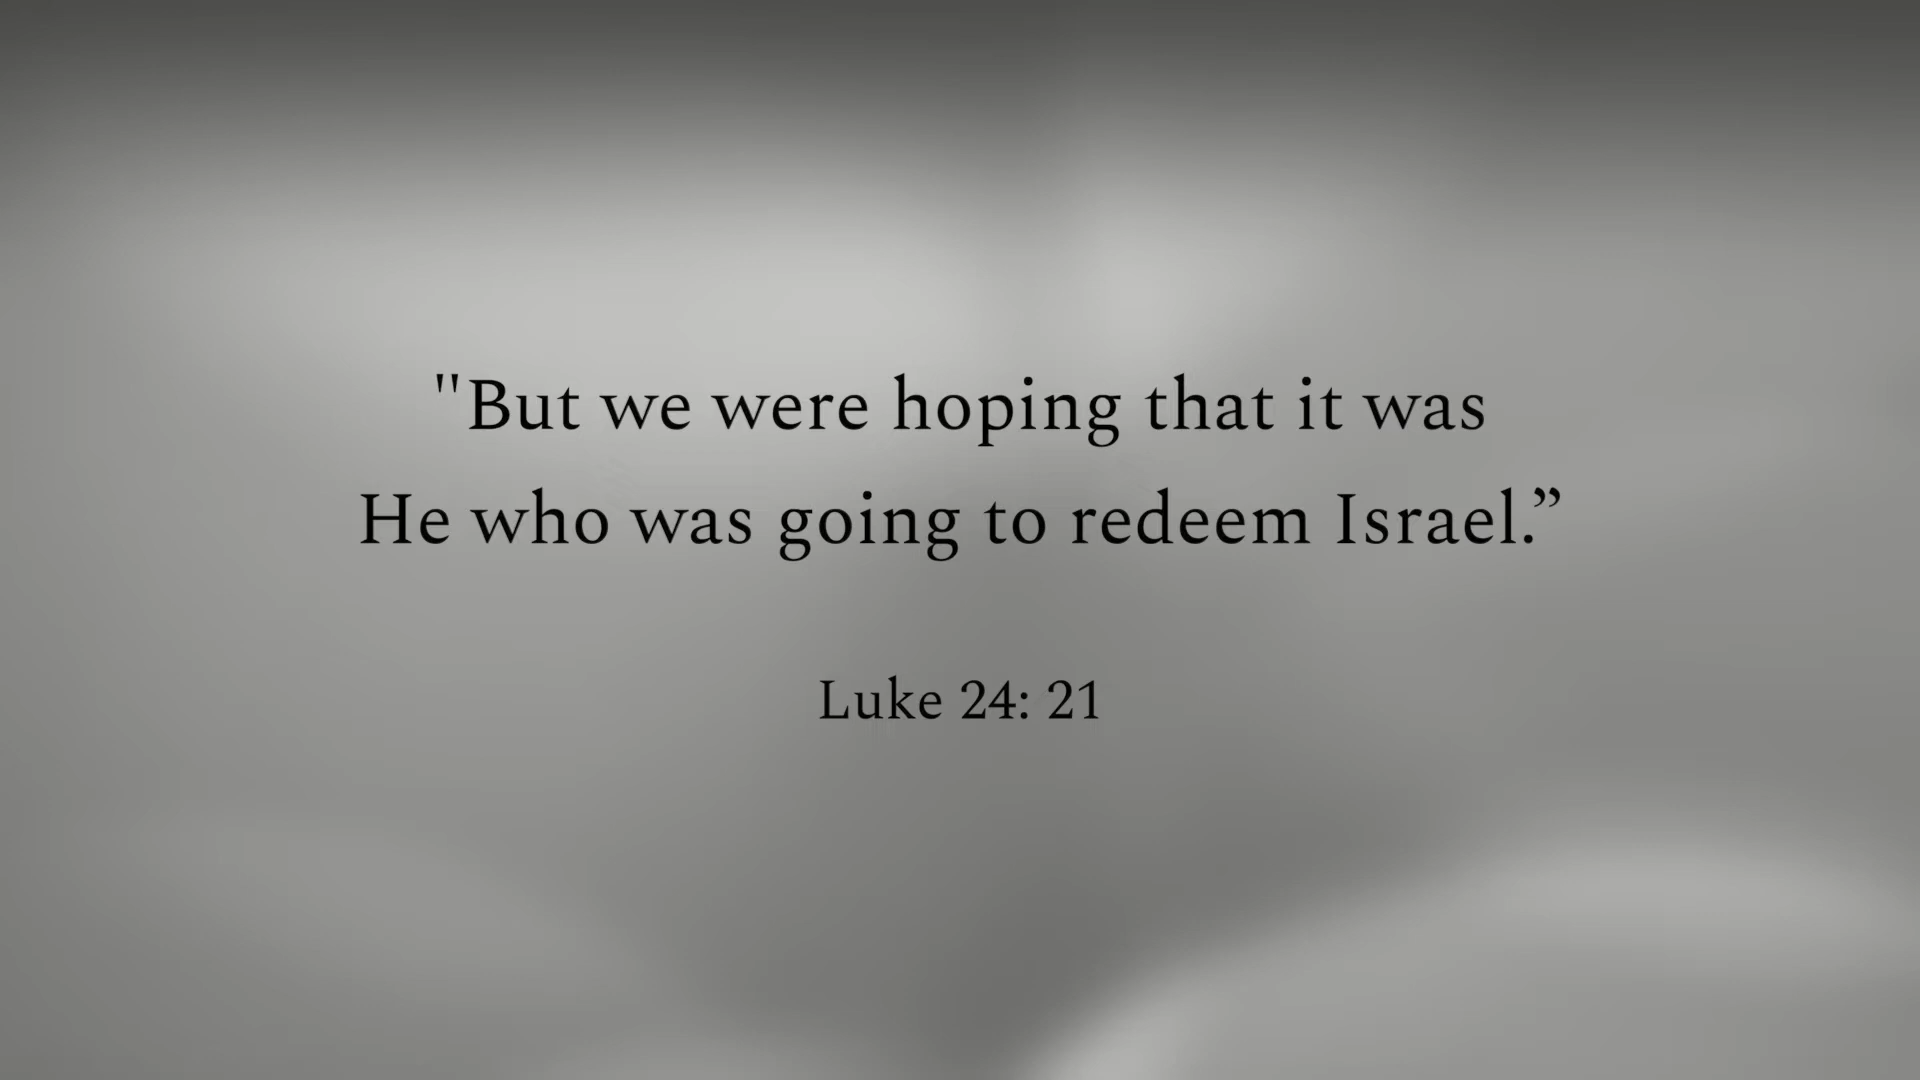 "But we were hoping that it was
He who was going to redeem Israel.”
Luke 24: 21